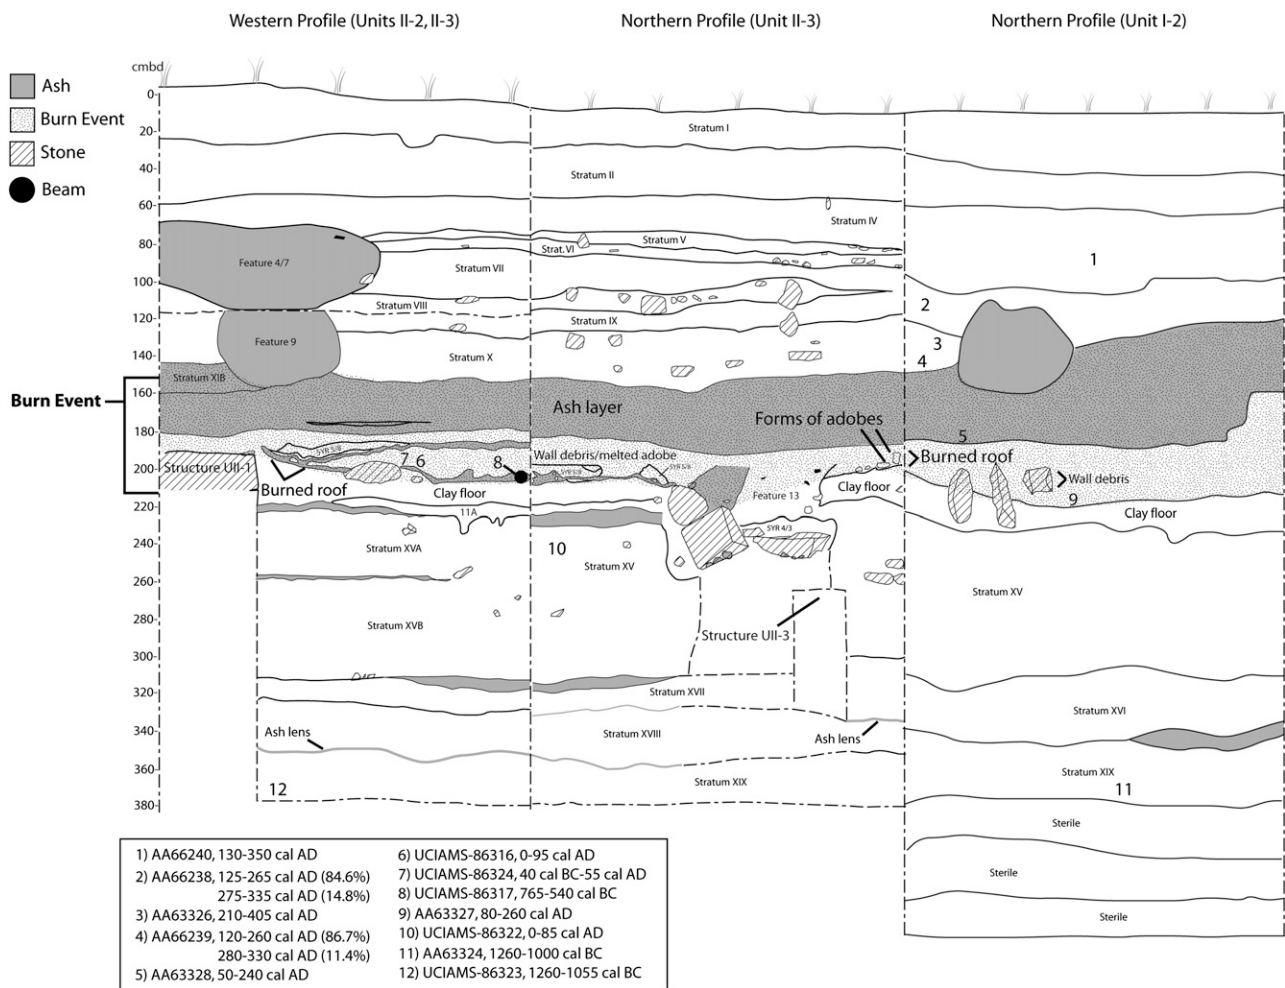 Western Profile (Units II-2, II-3)
Northern Profile (Unit II-3)
Northern Profile (Unit I-2)
Ash
Burn Event
Stone
Beam
cmbd
0-
20-
40-
60-
80-
100-
120-
140-
160-
180-
200-
220-
240-
260-
280-
300-
320-
340-
360-
380-
Burn Event
Feature 4/7
Stratum VII
Stratum VIII
Feature 9
Stratum X
Stratum XIB
5YR 5/8
Structure UII-1
7
6
8
Burned roof
Clay floor
11A
Stratum XVA
Stratum XVB
Ash lens
12
Stratum I
Stratum II
Stratum IV
Stratum V
Strat. VI
Stratum IX
Ash layer
Forms of adobes
Wall debris/melted adobe
5YR 5/8
5YR 5/8
Feature 13
Clay floor
5YR 4/3
10
Stratum XV
Structure UII-3
Stratum XVII
Stratum XVIII
Ash lens
Stratum XIX
1
2
3
4
5
Burned roof
Wall debris
9
Clay floor
Stratum XV
Stratum XVI
Stratum XIX
11
Sterile
Sterile
Sterile
1) AA66240, 130-350 cal AD
2) AA66238, 125-265 cal AD (84.6%)
275-335 cal AD (14.8%)
3) AA63326, 210-405 cal AD
4) AA66239, 120-260 cal AD (86.7%)
280-330 cal AD (11.4%)
5) AA63328, 50-240 cal AD
6) UCIAMS-86316, 0-95 cal AD
7) UCIAMS-86324, 40 cal BC-55 cal AD
8) UCIAMS-86317, 765-540 cal BC
9) AA63327, 80-260 cal AD
10) UCIAMS-86322, 0-85 cal AD
11) AA63324, 1260-1000 cal BC
12) UCIAMS-86323, 1260-1055 cal BC